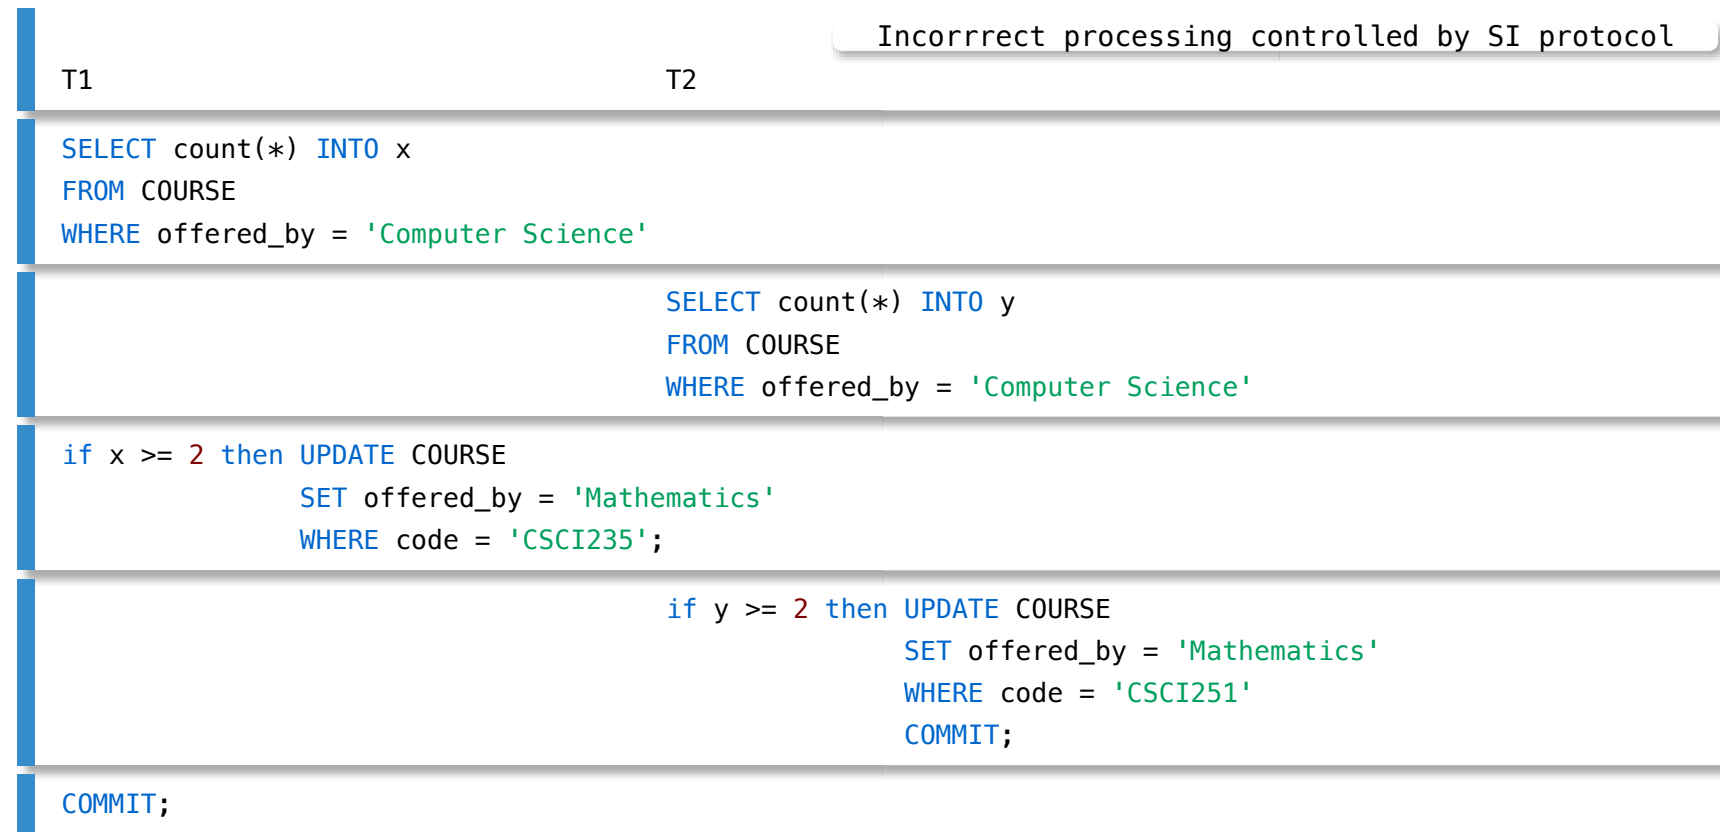 Incorrrect processing controlled by SI protocol
T1 T2
SELECT count(*) INTO x
FROM COURSE
WHERE offered_by = 'Computer Science'
SELECT count(*) INTO y
FROM COURSE
WHERE offered_by = 'Computer Science'
if x >= 2 then UPDATE COURSE
SET offered_by = 'Mathematics'
WHERE code = 'CSCI235';
if y >= 2 then UPDATE COURSE
SET offered_by = 'Mathematics'
WHERE code = 'CSCI251'
COMMIT;
COMMIT;